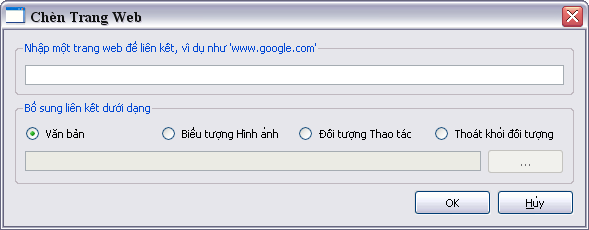 Chèn Trang Web
Nhập một trang web để liên kết, vì dụ như 'www.google.com'
Bổ sung liên kết dưới dạng
Văn bản
Biểu tượng Hình ảnh
Đối tượng Thao tác
Thoát khỏi đối tượng
...
OK
Hủy